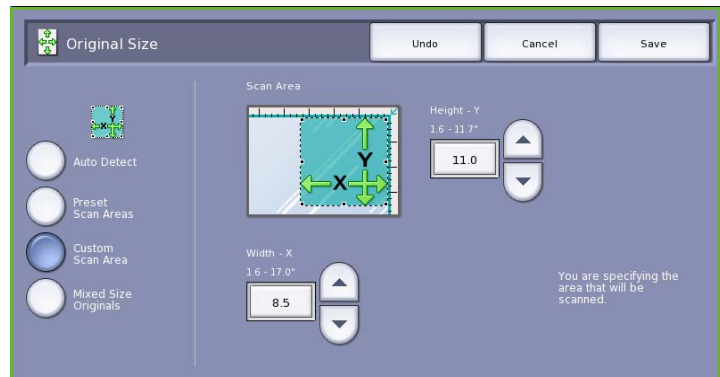 Original Size
Undo
Cancel
Save
Auto Detect
Preset
Scan Areas
Custom
Scan Area
Mixed Size
Originals
Scan Area
Y
X
Height - Y
1.6 - 11.7"
11.0
Width - X
1.6 - 17.0"
8.5
You are specifying the
area that will be
scanned.